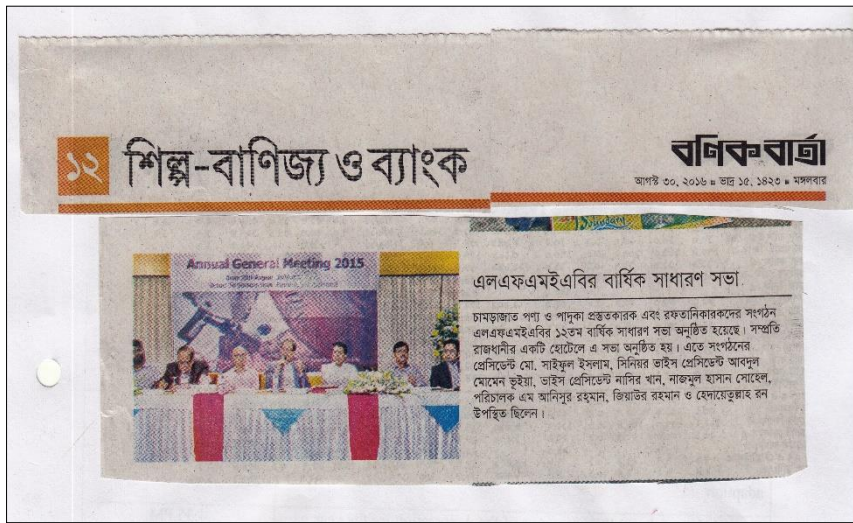 ১২ শিল্প-বাণিজ্য ও ব্যাংক
বণিক বার্তা
আগস্ট ৩০, ২০১৬ ■ ভাদ্র ১৫, ১৪২৩ ■ মঙ্গলবার
Annual General Meeting 2015
এলএফএমইএবির বার্ষিক সাধারণ সভা
চামড়াজাত পণ্য ও পাদুকা প্রস্তুতকারক এবং রফতানিকারকদের সংগঠন
এলএফএমইএবির ১২তম বার্ষিক সাধারণ সভা অনুষ্ঠিত হয়েছে। সম্প্রতি
রাজধানীর একটি হোটেলে এ সভা অনুষ্ঠিত হয়। এতে সংগঠনের
প্রেসিডেন্ট মো. সাইফুল ইসলাম, সিনিয়র ভাইস প্রেসিডেন্ট আবদুল
মোমেন ভূইয়া, ভাইস প্রেসিডেন্ট নাসির খান, নাজমুল হাসান সোহেল,
পরিচালক এম আনিসুর রহমান, জিয়াউর রহমান ও হেদায়েতুল্লাহ রন
উপস্থিত ছিলেন।